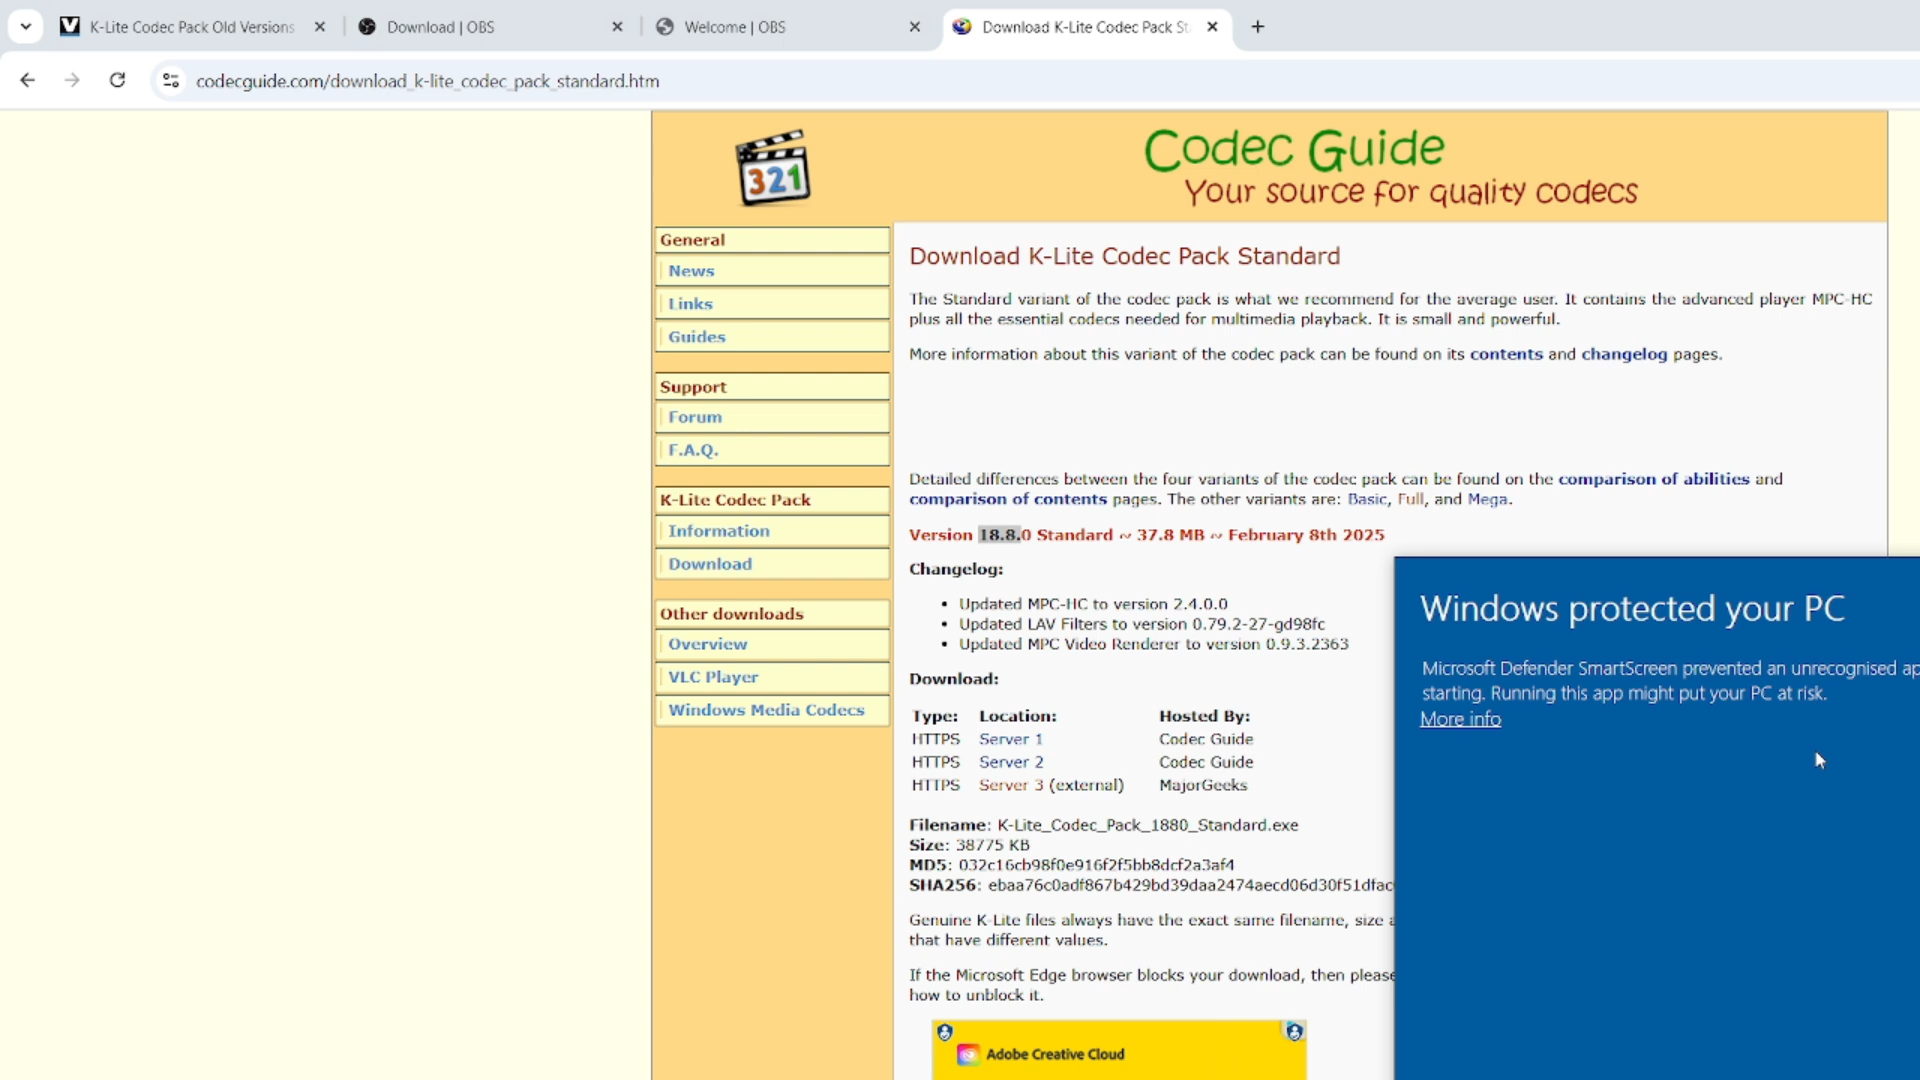 K-Lite Codec Pack Old Versions
Download | OBS
Welcome | OBS
Download K-Lite Codec Pack St
codecguide.com/download_k-lite_codec_pack_standard.htm
321
Codec Guide
Your source for quality codecs
General
News
Links
Guides
Support
Forum
F.A.Q.
K-Lite Codec Pack
Information
Download
Other downloads
Overview
VLC Player
Windows Media Codecs
Download K-Lite Codec Pack Standard
The Standard variant of the codec pack is what we recommend for the average user. It contains the advanced player MPC-HC
plus all the essential codecs needed for multimedia playback. It is small and powerful.
More information about this variant of the codec pack can be found on its contents and changelog pages.
Detailed differences between the four variants of the codec pack can be found on the comparison of abilities and
comparison of contents pages. The other variants are: Basic, Full, and Mega.
Version 18.8.0 Standard ~ 37.8 MB ~ February 8th 2025
Changelog:
• Updated MPC-HC to version 2.4.0.0
• Updated LAV Filters to version 0.79.2-27-gd98fc
• Updated MPC Video Renderer to version 0.9.3.2363
Download:
Type: Location: Hosted By:
HTTPS Server 1 Codec Guide
HTTPS Server 2 Codec Guide
HTTPS Server 3 (external) MajorGeeks
Filename: K-Lite_Codec_Pack_1880_Standard.exe
Size: 38775 KB
MD5: 032c16cb98f0e916f2f5bb8dcf2a3af4
SHA256: ebaa76c0adf867b429bd39daa2474aecd06d30f51dfac
Genuine K-Lite files always have the exact same filename, size
that have different values.
If the Microsoft Edge browser blocks your download, then please
how to unblock it.
Adobe Creative Cloud
Windows protected your PC
Microsoft Defender SmartScreen prevented an unrecognised ap
starting. Running this app might put your PC at risk.
More info